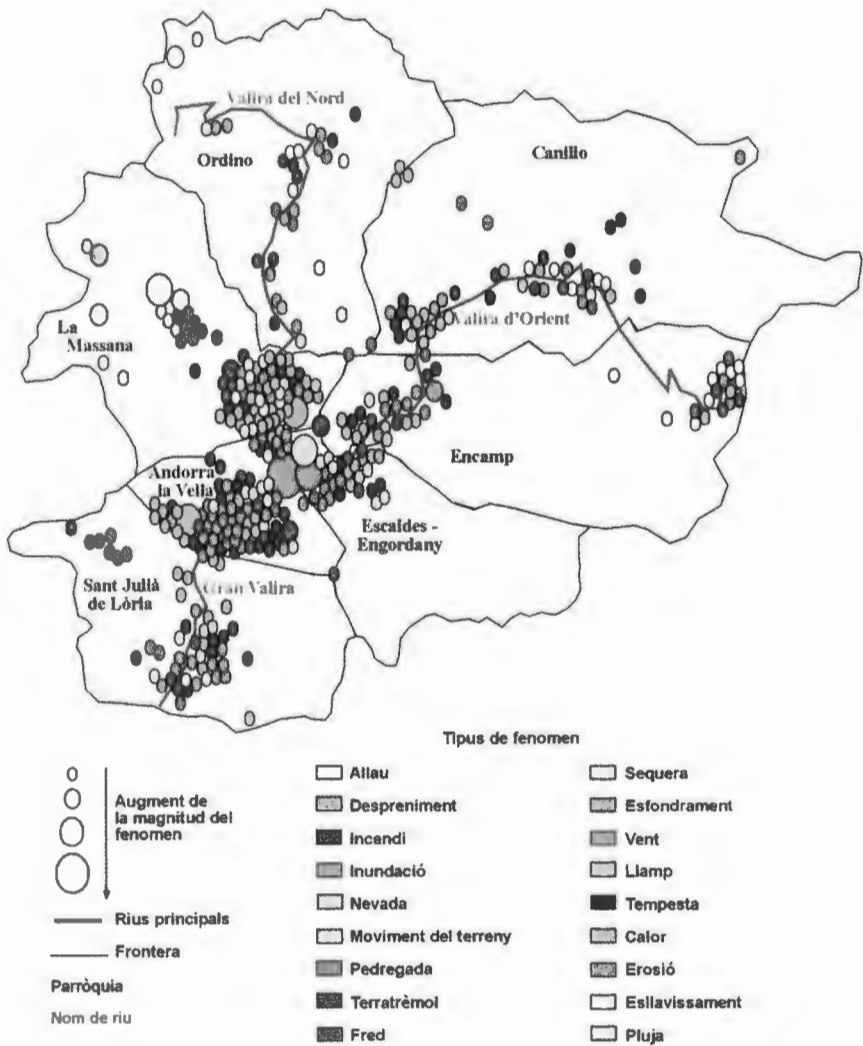 Valira del Nord
Ordino
Canillo
La
Massana
Valira d'Orient
Andorra
la Vella
Encamp
Escaldes -
Engordany
Sant Julià
de Lòria
Gran Valira
Tipus de fenomen
Augment de
la magnitud del
fenomen
Rius principals
Frontera
Parròquia
Nom de riu
Allau
Despreniment
Incendi
Inundació
Nevada
Moviment del terreny
Pedregada
Terratrèmol
Fred
Sequera
Esfondrament
Vent
Llamp
Tempesta
Calor
Erosió
Esllavissament
Pluja